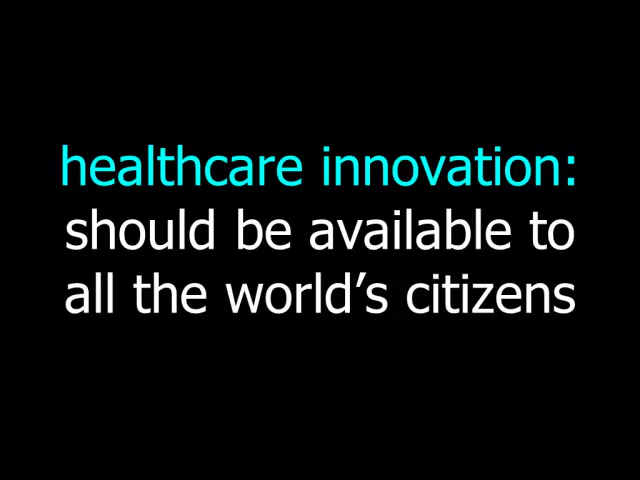 healthcare innovation:
should be available to
all the world’s citizens